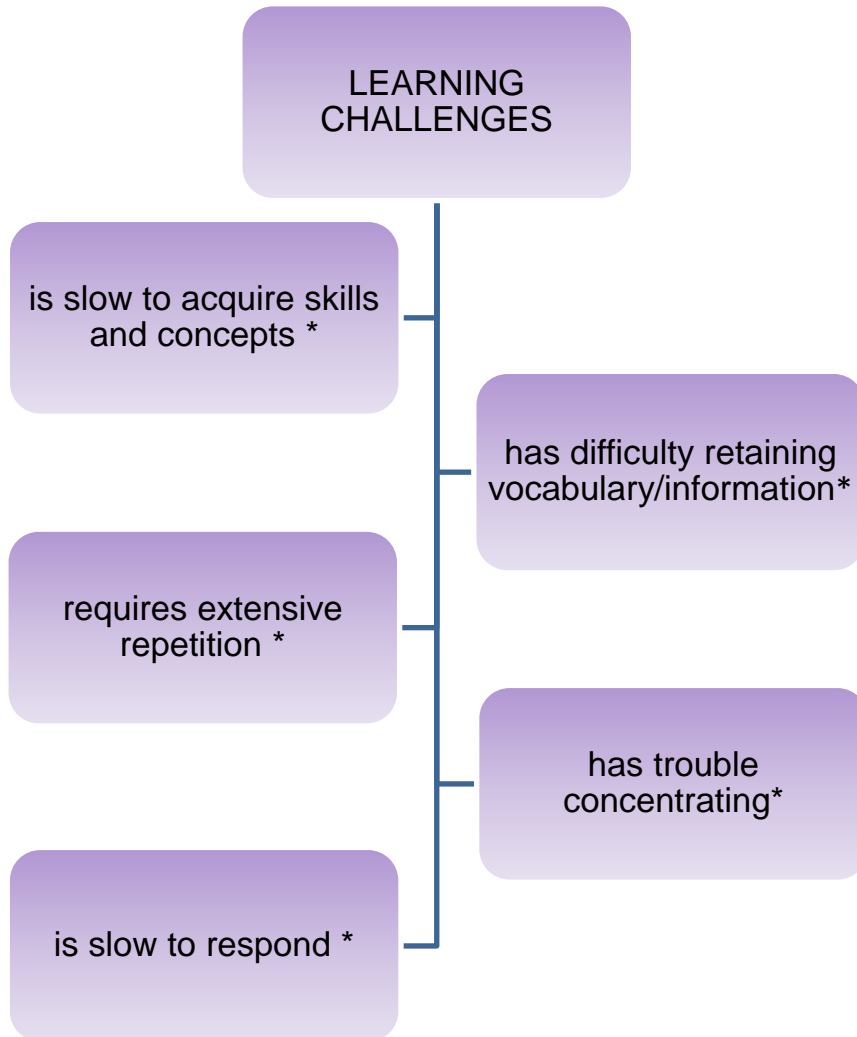 LEARNING
CHALLENGES
is slow to acquire skills
and concepts *
has difficulty retaining
vocabulary/information*
requires extensive
repetition *
has trouble
concentrating*
is slow to respond *